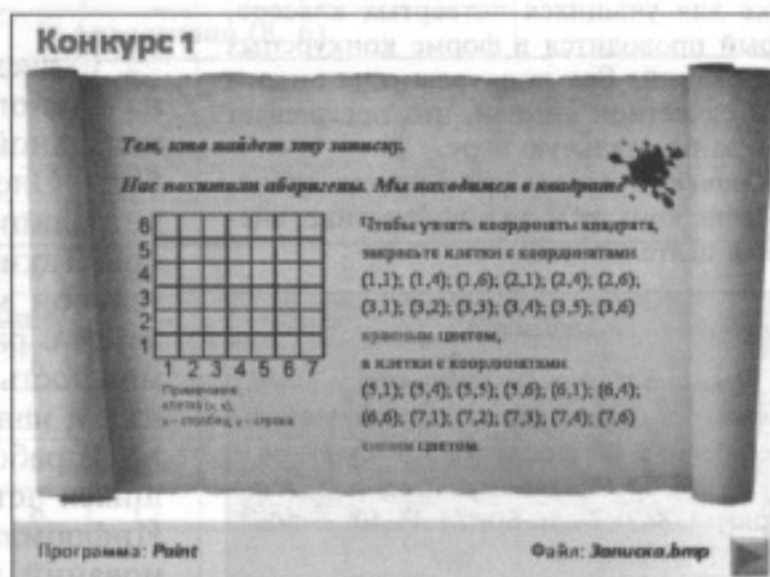 Конкурс 1
Тем, кто найдет эту записку.
Нас похитили аборигены. Мы находимся в квадрате
6
5
4
3
2
1
1 2 3 4 5 6 7
Примечание:
клетка (x, y),
x – столбец, y – строка
Чтобы узнать координаты квадрата,
закрасьте клетки с координатами
(1,1); (1,4); (1,6); (2,1); (2,4); (2,6);
(3,1); (3,2); (3,3); (3,4); (3,5); (3,6)
красным цветом,
а клетки с координатами
(5,1); (5,4); (5,5); (5,6); (6,1); (6,4);
(6,6); (7,1); (7,2); (7,3); (7,4); (7,6)
синим цветом.
Программа: Paint
Файл: Записка.bmp